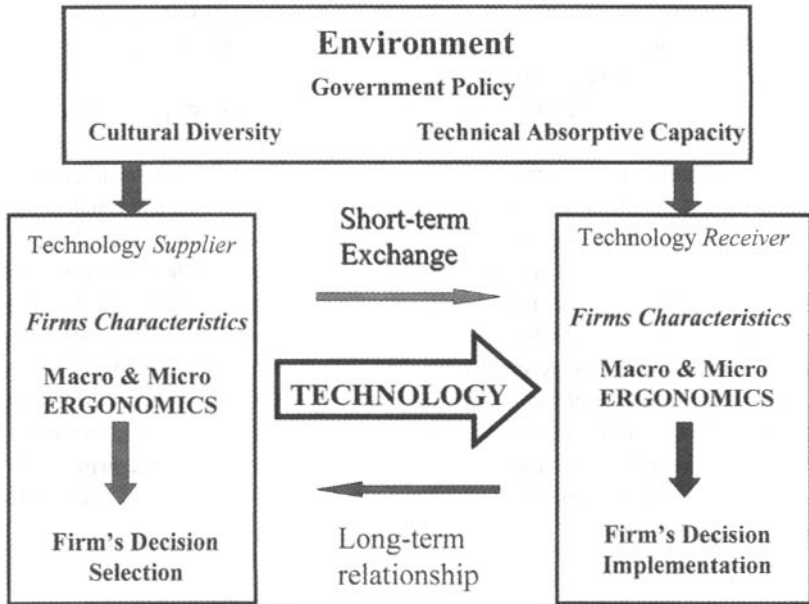 Environment
Government Policy
Cultural Diversity
Technical Absorptive Capacity
Technology Supplier
Firms Characteristics
Macro & Micro
ERGONOMICS
Firm's Decision
Selection
Short-term
Exchange
TECHNOLOGY
Long-term
relationship
Technology Receiver
Firms Characteristics
Macro & Micro
ERGONOMICS
Firm's Decision
Implementation